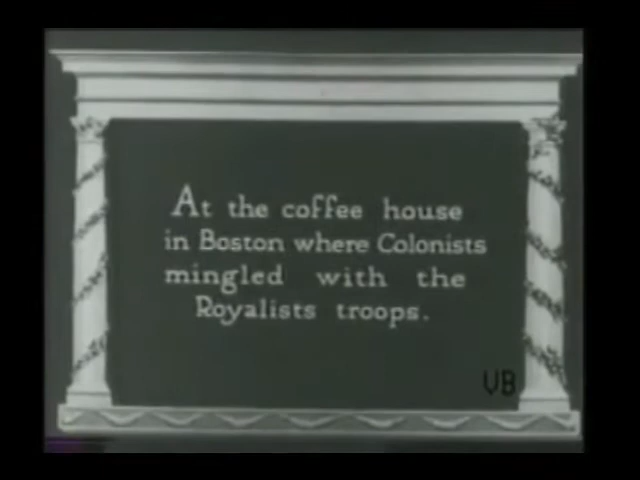 At the coffee house
in Boston where Colonists
mingled with the
Royalists troops.
VB